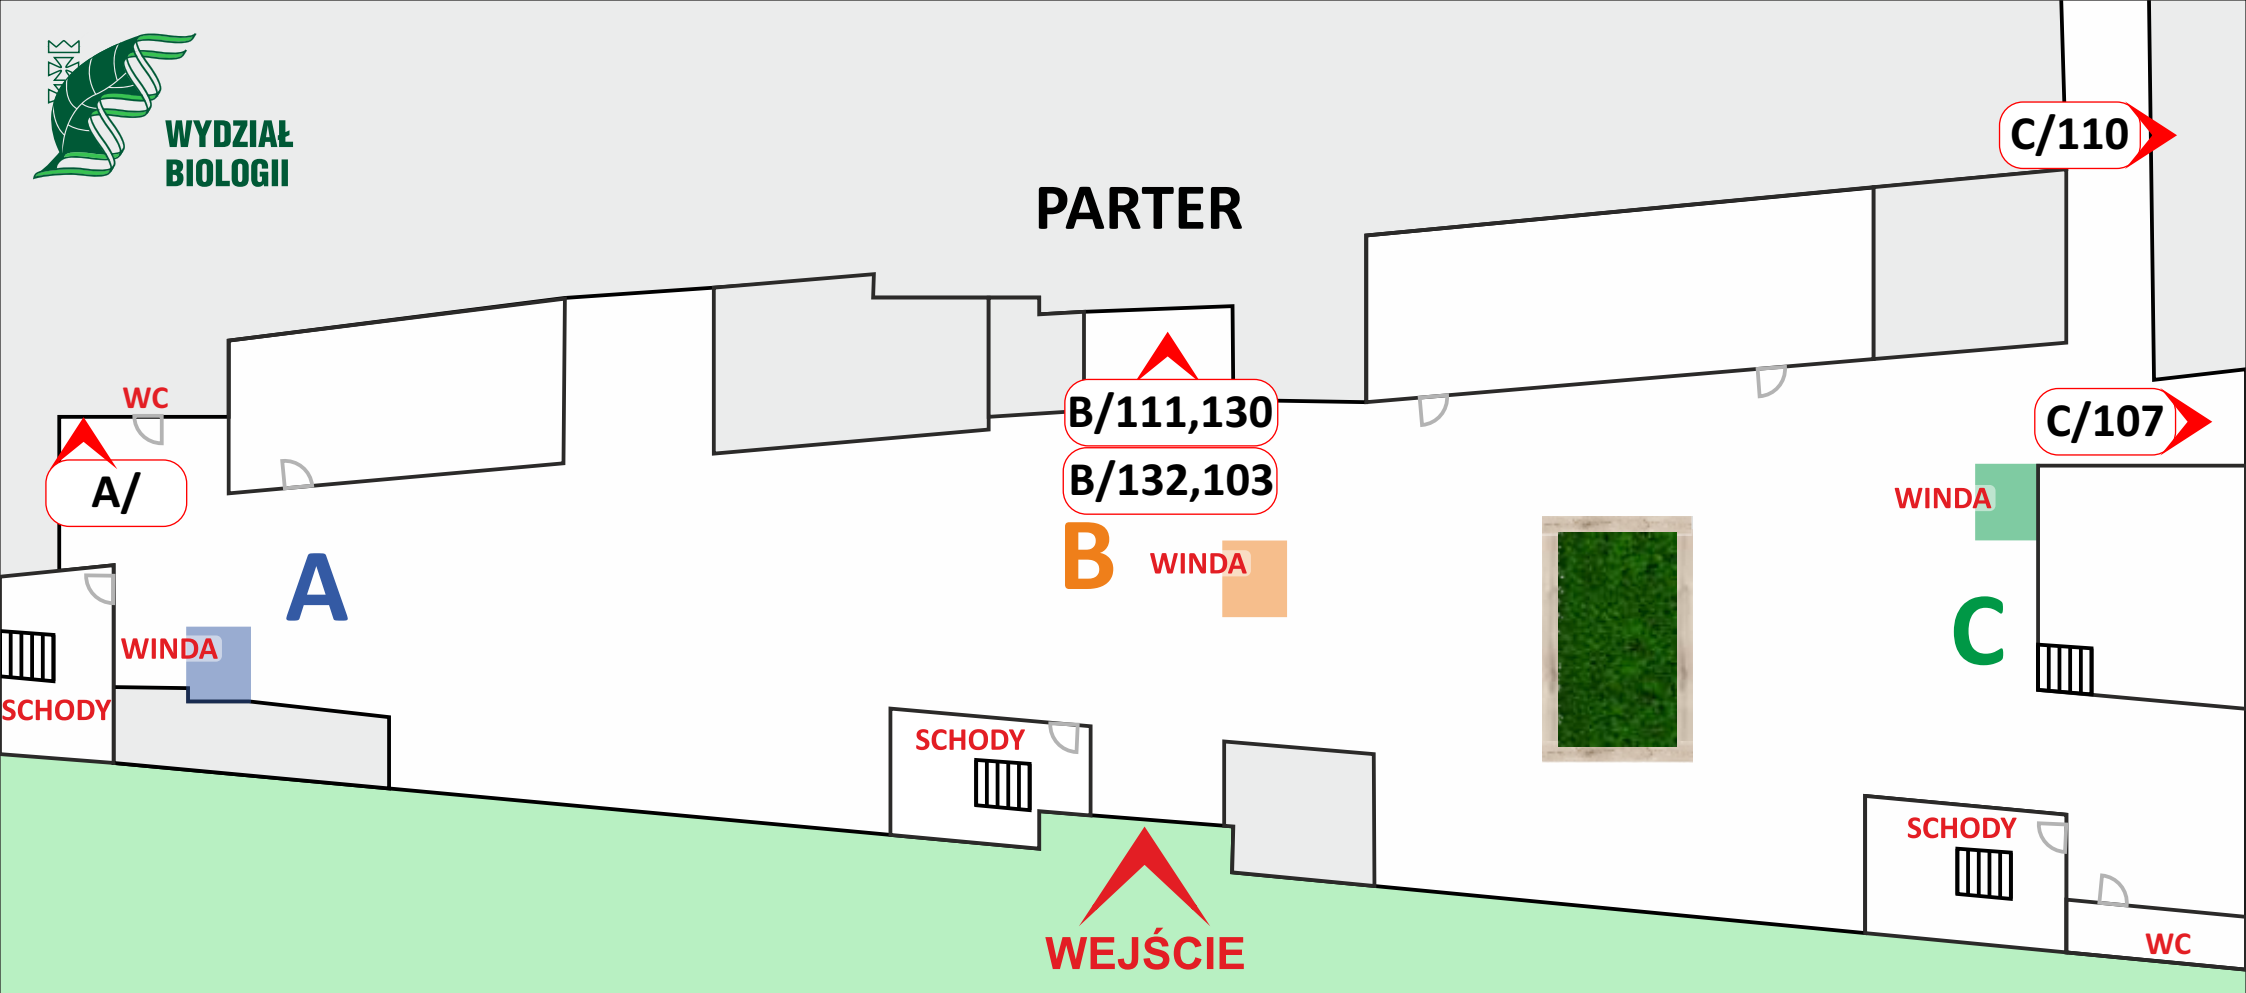 WYDZIAŁ
BIOLOGII
PARTER
C/110
WC
A/
B/111,130
B/132,103
C/107
WINDA
A
B
WINDA
C
WINDA
SCHODY
SCHODY
SCHODY
WEJŚCIE
WC